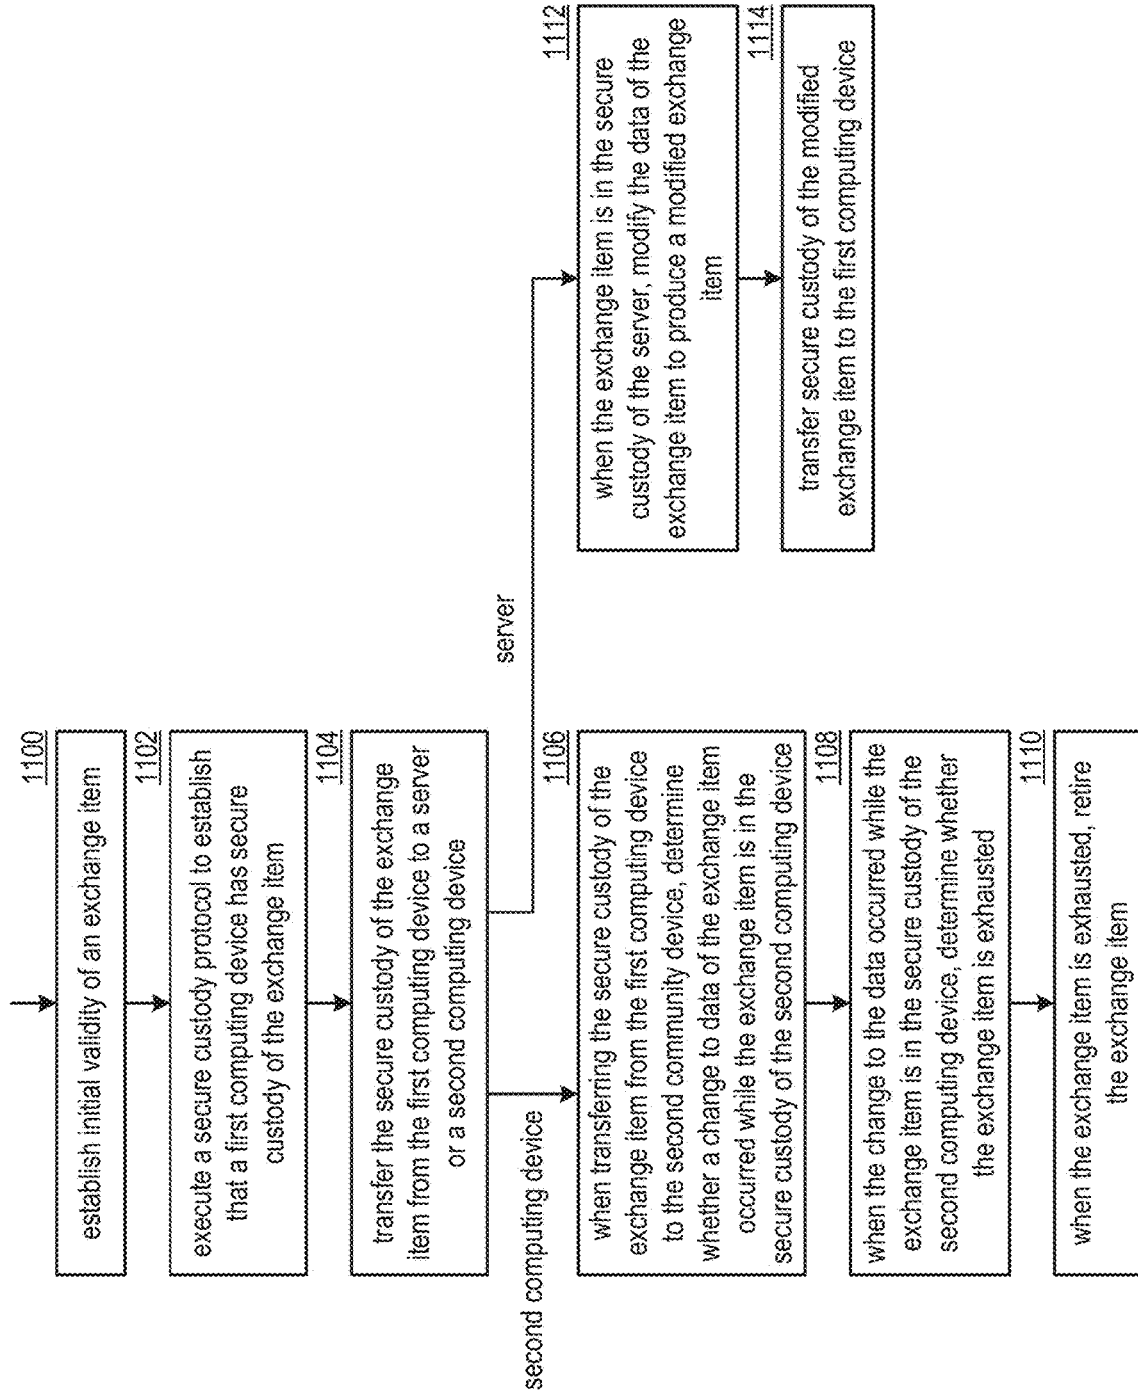 1100
establish initial validity of an exchange item
1102
execute a secure custody protocol to establish
that a first computing device has secure
custody of the exchange item
1104
transfer the secure custody of the exchange
item from the first computing device to a server
or a second computing device
second computing device
server
1106
when transferring the secure custody of the
exchange item from the first computing device
to the second community device, determine
whether a change to data of the exchange item
occurred while the exchange item is in the
secure custody of the second computing device
1108
when the change to the data occurred while the
exchange item is in the secure custody of the
second computing device, determine whether
the exchange item is exhausted
1110
when the exchange item is exhausted, retire
the exchange item
1112
when the exchange item is in the secure
custody of the server, modify the data of the
exchange item to produce a modified exchange
item
1114
transfer secure custody of the modified
exchange item to the first computing device